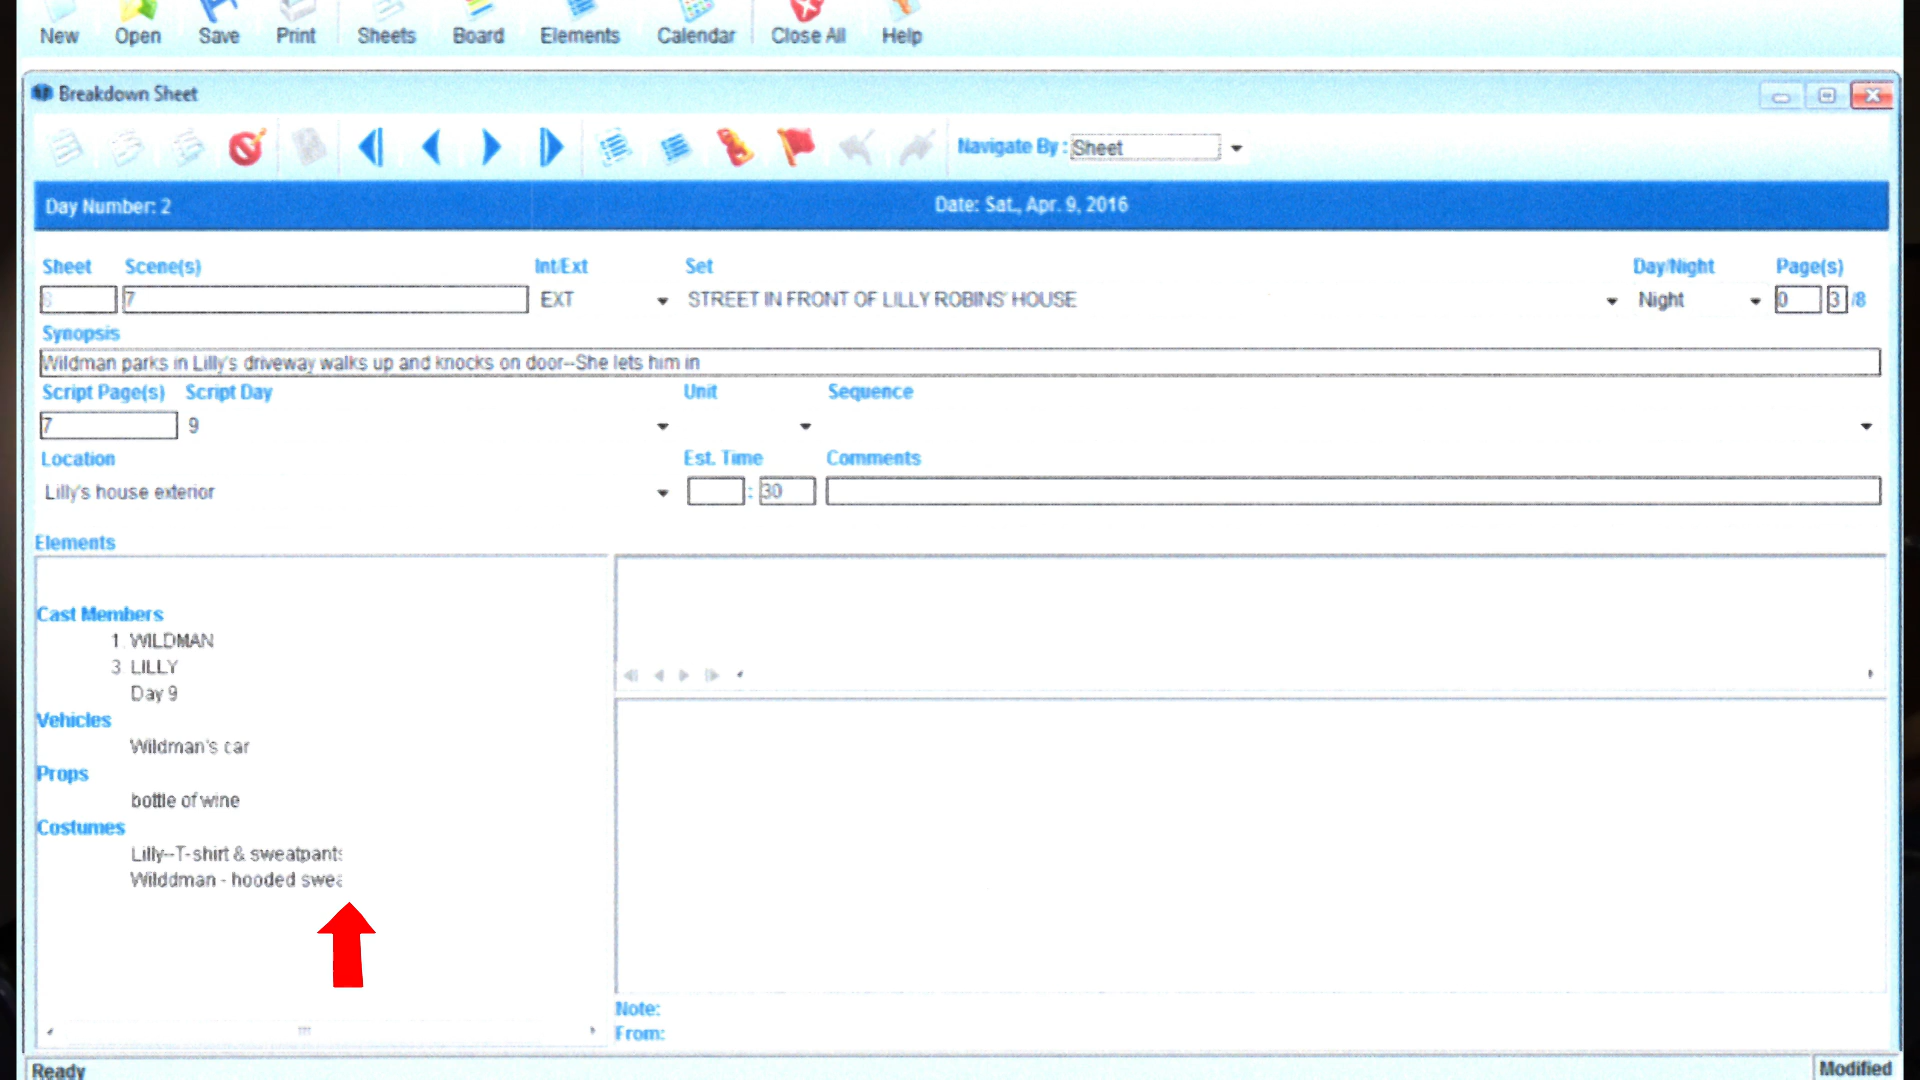 New Open Save Print Sheets Board Elements Calendar Close All Help
Breakdown Sheet
Navigate By : Sheet
Day Number: 2 Date: Sat., Apr. 9, 2016
Sheet Scene(s) Int/Ext Set Day/Night Page(s)
8 7 EXT STREET IN FRONT OF LILLY ROBINS' HOUSE Night 0 3 /8
Synopsis
Wildman parks in Lilly's driveway walks up and knocks on door--She lets him in
Script Page(s) Script Day Unit Sequence
7 9
Location Est. Time Comments
Lilly's house exterior : 30
Elements
Cast Members
1 WILDMAN
3 LILLY
Day 9
Vehicles
Wildman's car
Props
bottle of wine
Costumes
Lilly--T-shirt & sweatpants
Wilddman - hooded swea
Note:
From:
Ready Modified